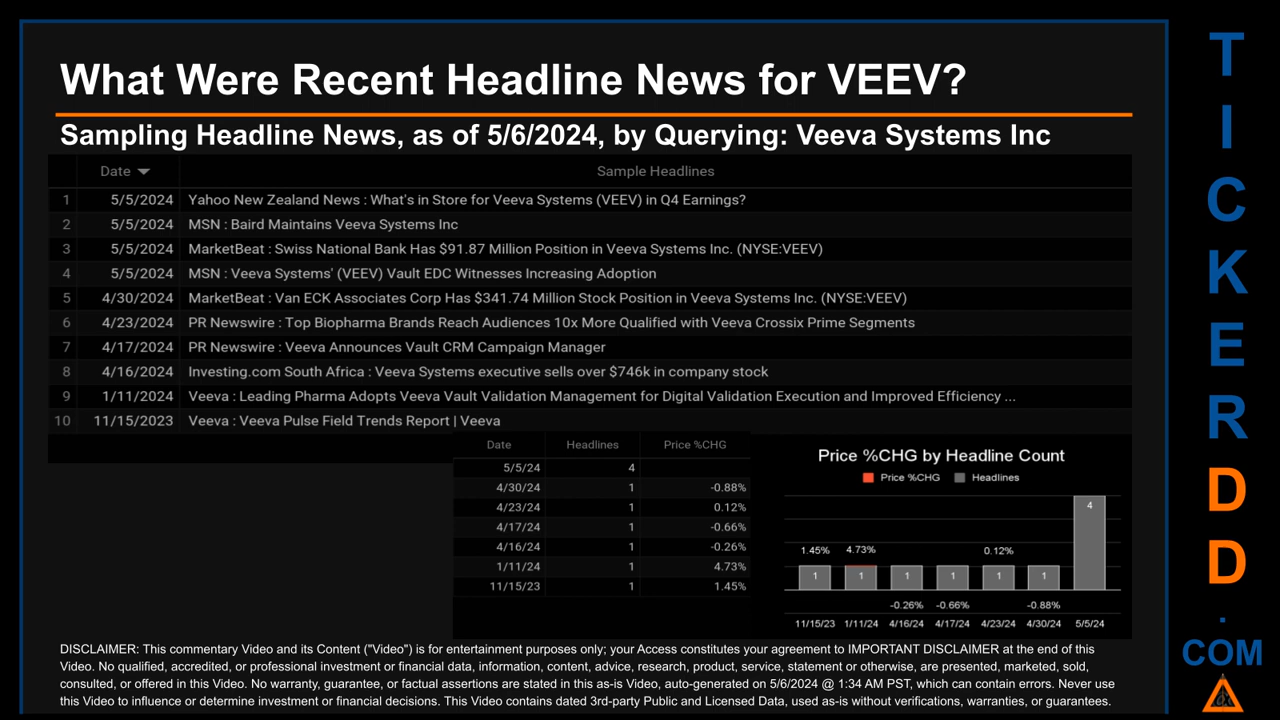 What Were Recent Headline News for VEEV?
Sampling Headline News, as of 5/6/2024, by Querying: Veeva Systems Inc
Date Sample Headlines
1 5/5/2024 Yahoo New Zealand News : What's in Store for Veeva Systems (VEEV) in Q4 Earnings?
2 5/5/2024 MSN : Baird Maintains Veeva Systems Inc
3 5/5/2024 MarketBeat : Swiss National Bank Has $91.87 Million Position in Veeva Systems Inc. (NYSE:VEEV)
4 5/5/2024 MSN : Veeva Systems' (VEEV) Vault EDC Witnesses Increasing Adoption
5 4/30/2024 MarketBeat : Van ECK Associates Corp Has $341.74 Million Stock Position in Veeva Systems Inc. (NYSE:VEEV)
6 4/23/2024 PR Newswire : Top Biopharma Brands Reach Audiences 10x More Qualified with Veeva Crossix Prime Segments
7 4/17/2024 PR Newswire : Veeva Announces Vault CRM Campaign Manager
8 4/16/2024 Investing.com South Africa : Veeva Systems executive sells over $746k in company stock
9 1/11/2024 Veeva : Leading Pharma Adopts Veeva Vault Validation Management for Digital Validation Execution and Improved Efficiency ...
10 11/15/2023 Veeva : Veeva Pulse Field Trends Report | Veeva
Date Headlines Price %CHG
5/5/24 4
4/30/24 1 -0.88%
4/23/24 1 0.12%
4/17/24 1 -0.66%
4/16/24 1 -0.26%
1/11/24 1 4.73%
11/15/23 1 1.45%
Price %CHG by Headline Count
Price %CHG Headlines
4
1.45% 4.73% 0.12%
1 1 1 1 1 1
-0.26% -0.66% -0.88%
11/15/23 1/11/24 4/16/24 4/17/24 4/23/24 4/30/24 5/5/24
DISCLAIMER: This commentary Video and its Content ("Video") is for entertainment purposes only; your Access constitutes your agreement to IMPORTANT DISCLAIMER at the end of this
Video. No qualified, accredited, or professional investment or financial data, information, content, advice, research, product, service, statement or otherwise, are presented, marketed, sold,
consulted, or offered in this Video. No warranty, guarantee, or factual assertions are stated in this as-is Video, auto-generated on 5/6/2024 @ 1:34 AM PST, which can contain errors. Never use
this Video to influence or determine investment or financial decisions. This Video contains dated 3rd-party Public and Licensed Data, used as-is without verifications, warranties, or guarantees.
T
I
C
K
E
R
D
D
.
COM